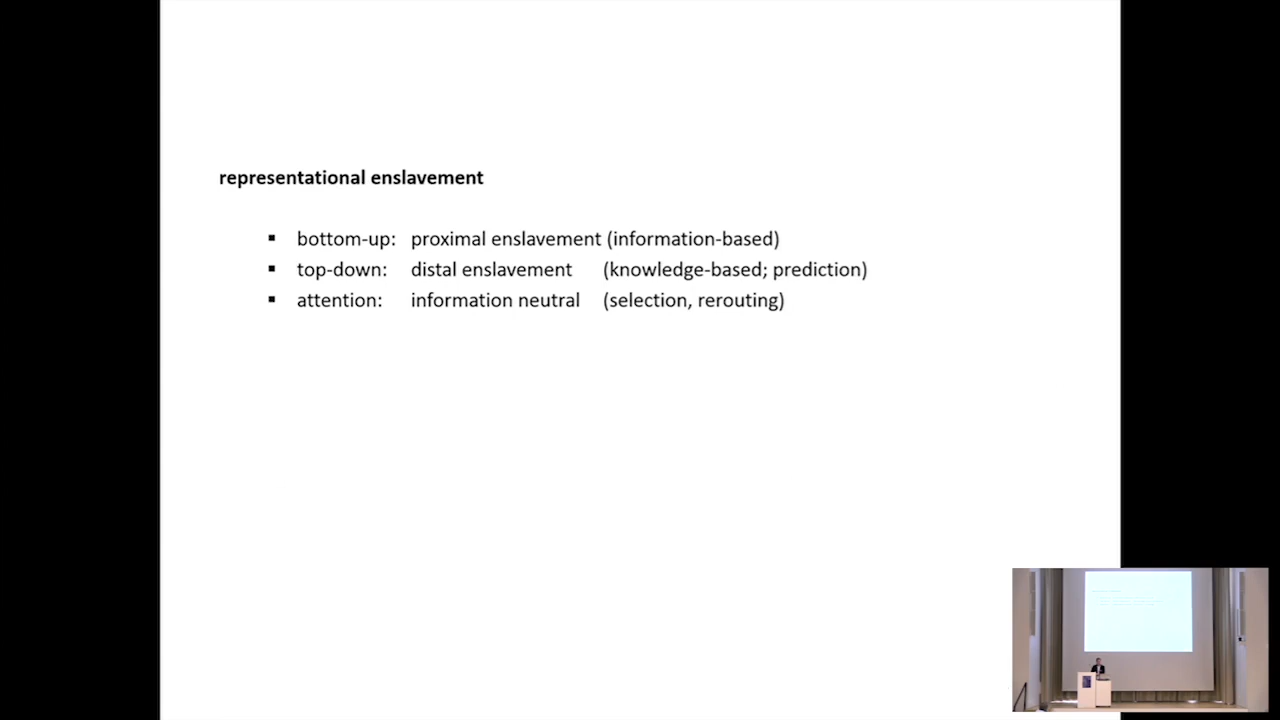 representational enslavement
▪ bottom-up: proximal enslavement (information-based)
▪ top-down: distal enslavement (knowledge-based; prediction)
▪ attention: information neutral (selection, rerouting)